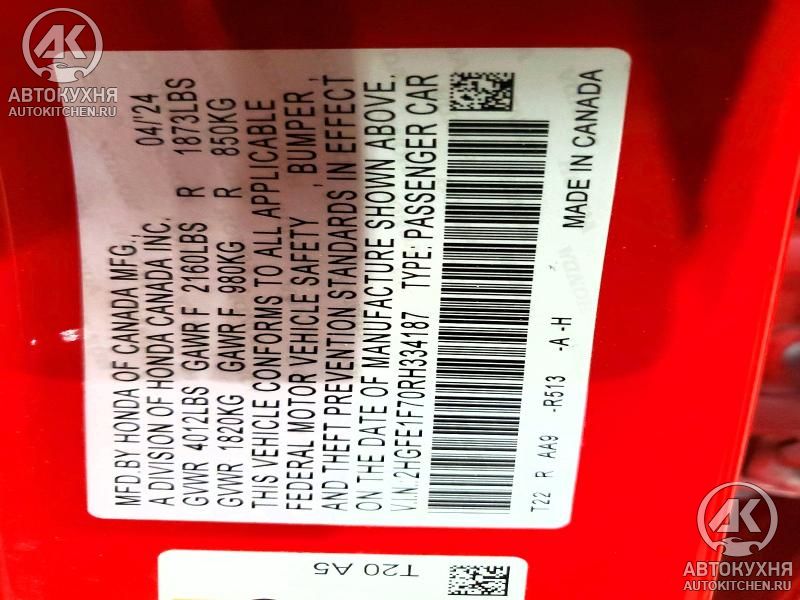 AK
АВТОКУХНЯ
AUTOKITCHEN.RU
MFD.BY HONDA OF CANADA MFG., 04/'24
A DIVISION OF HONDA CANADA INC.
GVWR 4012LBS GAWR F 2160LBS R 1873LBS
GVWR 1820KG GAWR F 980KG R 850KG
THIS VEHICLE CONFORMS TO ALL APPLICABLE
FEDERAL MOTOR VEHICLE SAFETY , BUMPER ,
AND THEFT PREVENTION STANDARDS IN EFFECT
ON THE DATE OF MANUFACTURE SHOWN ABOVE.
V.I.N: 2HGFE1F70RH334187 TYPE: PASSENGER CAR
T22 R AA9 -R513 -A -H MADE IN CANADA
T20 A5
AK
АВТОКУХНЯ
AUTOKITCHEN.RU